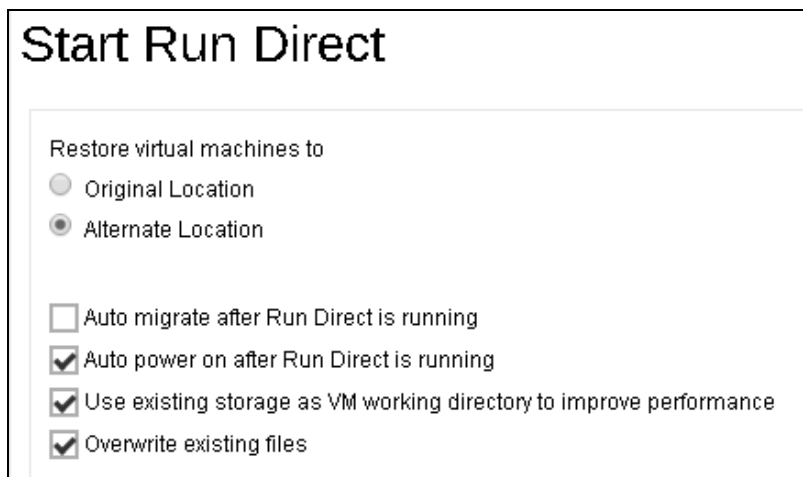 Start Run Direct
Restore virtual machines to
Original Location
Alternate Location
Auto migrate after Run Direct is running
Auto power on after Run Direct is running
Use existing storage as VM working directory to improve performance
Overwrite existing files